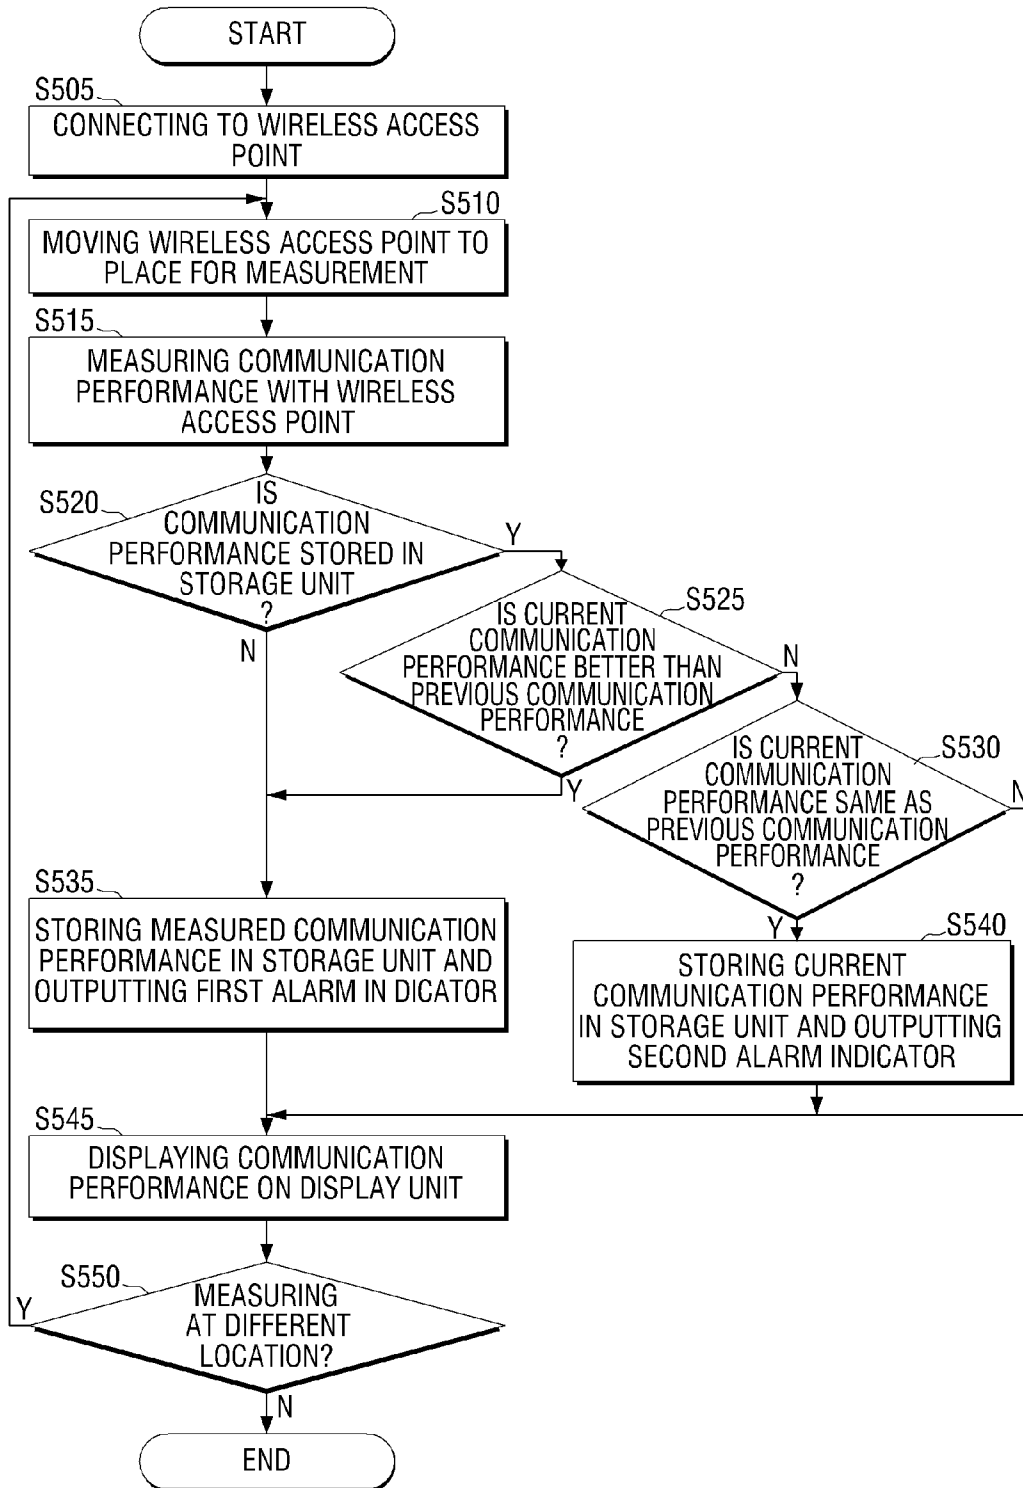 START
S505
CONNECTING TO WIRELESS ACCESS
POINT
S510
MOVING WIRELESS ACCESS POINT TO
PLACE FOR MEASUREMENT
S515
MEASURING COMMUNICATION
PERFORMANCE WITH WIRELESS
ACCESS POINT
S520
IS
COMMUNICATION
PERFORMANCE STORED IN
STORAGE UNIT
?
Y
N
S525
IS CURRENT
COMMUNICATION
PERFORMANCE BETTER THAN
PREVIOUS COMMUNICATION
PERFORMANCE
?
N
Y
S530
IS CURRENT
COMMUNICATION
PERFORMANCE SAME AS
PREVIOUS COMMUNICATION
PERFORMANCE
?
N
Y
S535
STORING MEASURED COMMUNICATION
PERFORMANCE IN STORAGE UNIT AND
OUTPUTTING FIRST ALARM IN DICATOR
S540
STORING CURRENT
COMMUNICATION PERFORMANCE
IN STORAGE UNIT AND OUTPUTTING
SECOND ALARM INDICATOR
S545
DISPLAYING COMMUNICATION
PERFORMANCE ON DISPLAY UNIT
S550
MEASURING
AT DIFFERENT
LOCATION?
Y
N
END